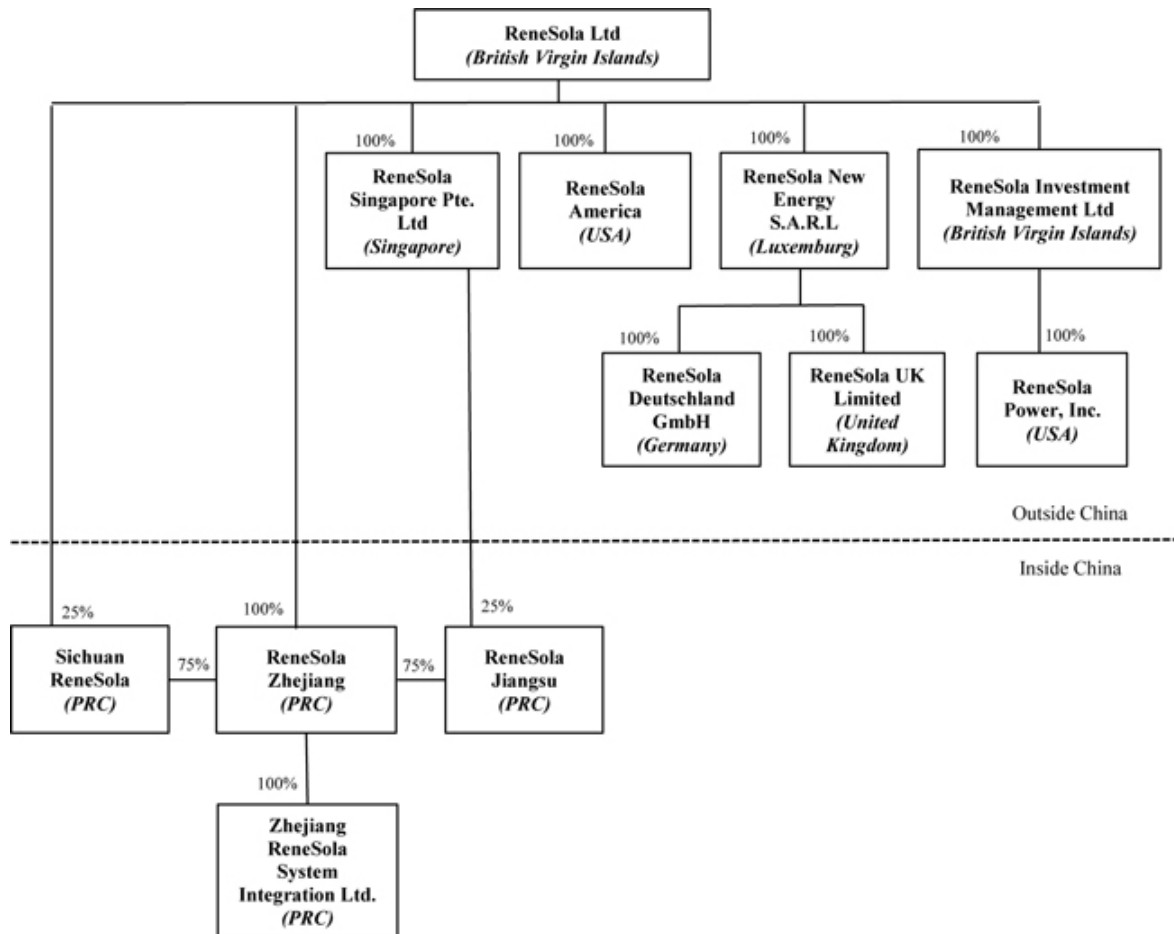 ReneSola Ltd
(British Virgin Islands)
100%
100%
100%
100%
ReneSola
Singapore Pte.
Ltd
(Singapore)
ReneSola
America
(USA)
ReneSola New
Energy
S.A.R.L
(Luxemburg)
ReneSola Investment
Management Ltd
(British Virgin Islands)
100%
100%
100%
ReneSola
Deutschland
GmbH
(Germany)
ReneSola UK
Limited
(United
Kingdom)
ReneSola
Power, Inc.
(USA)
Outside China
Inside China
25%
100%
25%
Sichuan
ReneSola
(PRC)
75%
ReneSola
Zhejiang
(PRC)
75%
ReneSola
Jiangsu
(PRC)
100%
Zhejiang
ReneSola
System
Integration Ltd.
(PRC)